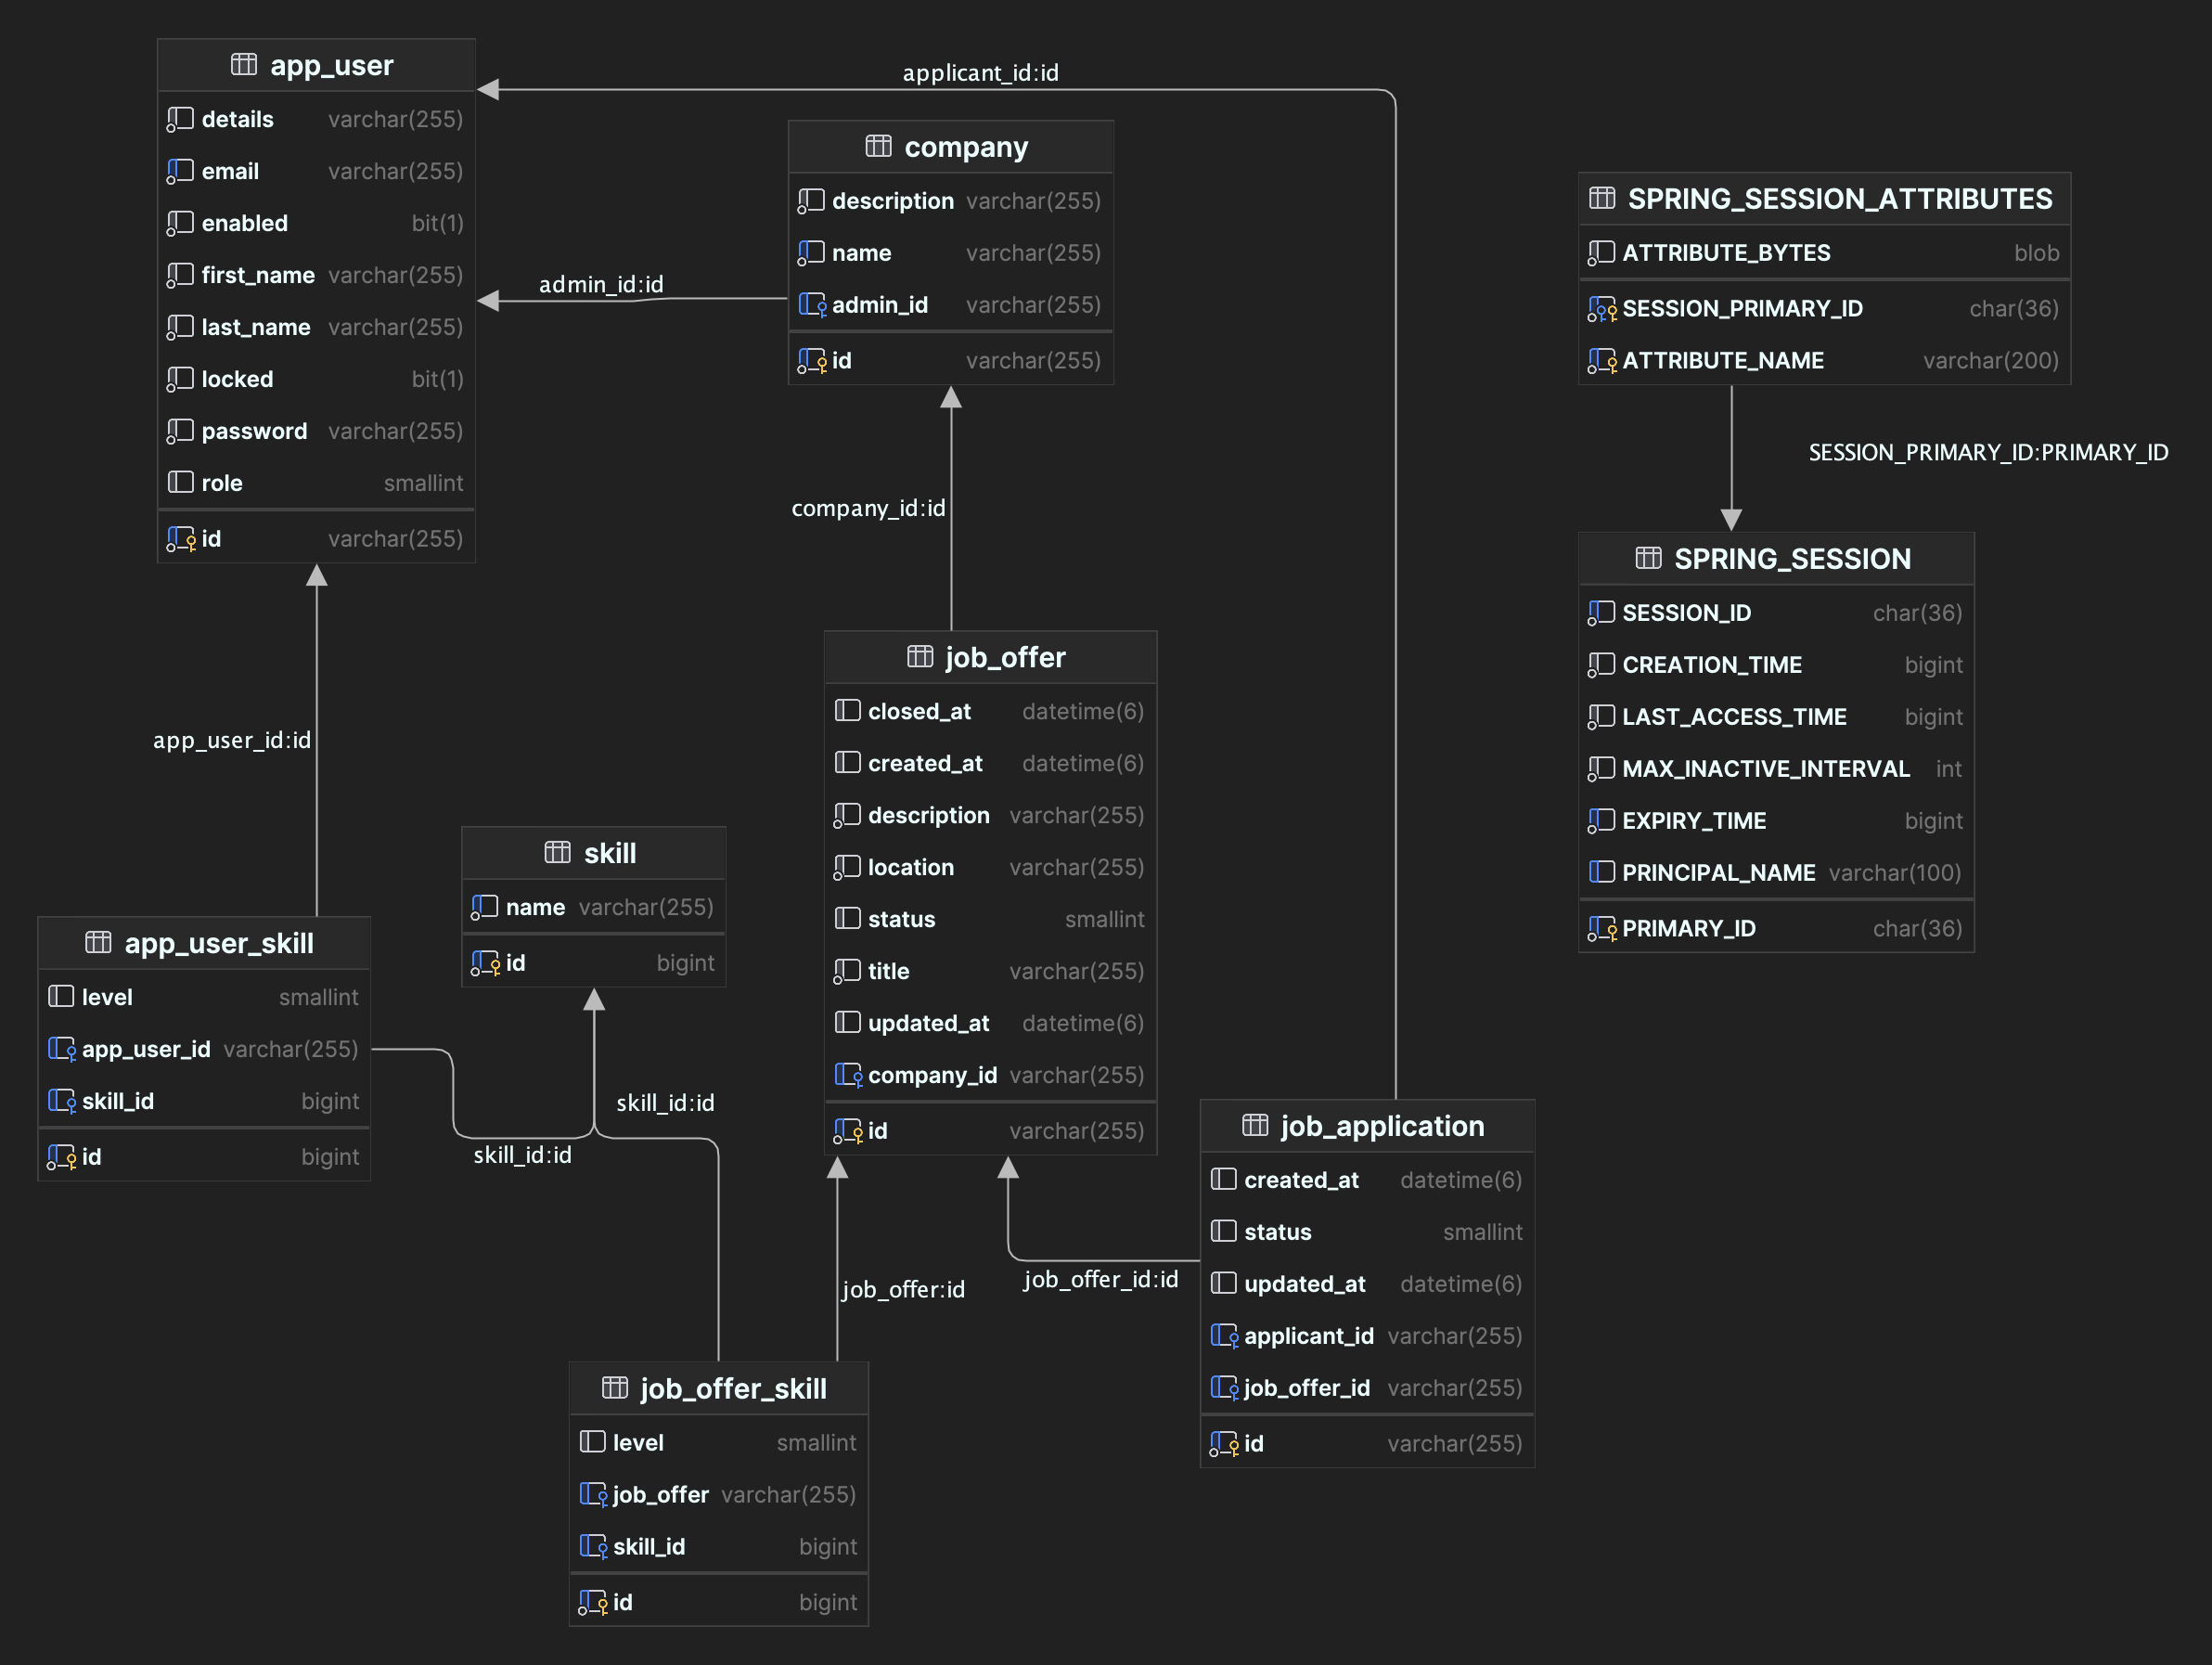 app_user
details varchar(255)
email varchar(255)
enabled bit(1)
first_name varchar(255)
last_name varchar(255)
locked bit(1)
password varchar(255)
role smallint
id varchar(255)
applicant_id:id
company
description varchar(255)
name varchar(255)
admin_id varchar(255)
id varchar(255)
admin_id:id
SPRING_SESSION_ATTRIBUTES
ATTRIBUTE_BYTES blob
SESSION_PRIMARY_ID char(36)
ATTRIBUTE_NAME varchar(200)
SESSION_PRIMARY_ID:PRIMARY_ID
company_id:id
SPRING_SESSION
SESSION_ID char(36)
CREATION_TIME bigint
LAST_ACCESS_TIME bigint
MAX_INACTIVE_INTERVAL int
EXPIRY_TIME bigint
PRINCIPAL_NAME varchar(100)
PRIMARY_ID char(36)
job_offer
closed_at datetime(6)
created_at datetime(6)
description varchar(255)
location varchar(255)
status smallint
title varchar(255)
updated_at datetime(6)
company_id varchar(255)
id varchar(255)
app_user_id:id
skill
name varchar(255)
id bigint
app_user_skill
level smallint
app_user_id varchar(255)
skill_id bigint
id bigint
skill_id:id
skill_id:id
job_application
created_at datetime(6)
status smallint
updated_at datetime(6)
applicant_id varchar(255)
job_offer_id varchar(255)
id varchar(255)
job_offer:id
job_offer_id:id
job_offer_skill
level smallint
job_offer varchar(255)
skill_id bigint
id bigint